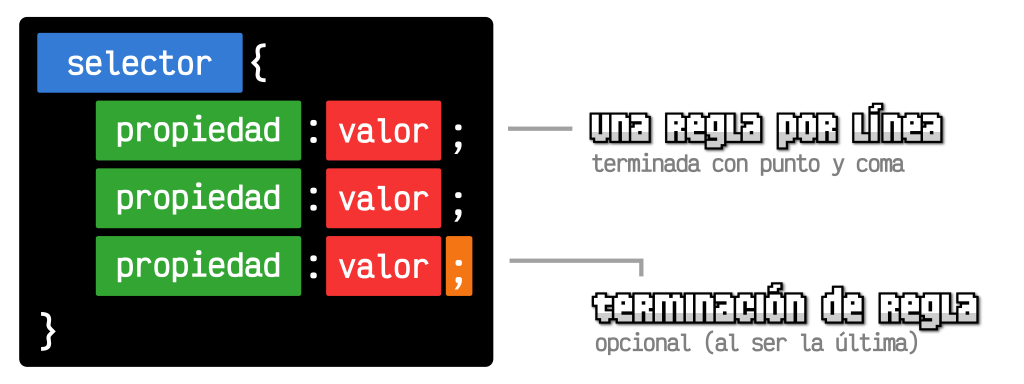 selector {
propiedad : valor ;
propiedad : valor ;
propiedad : valor ;
}
una regla por línea
terminada con punto y coma
terminación de regla
opcional (al ser la última)